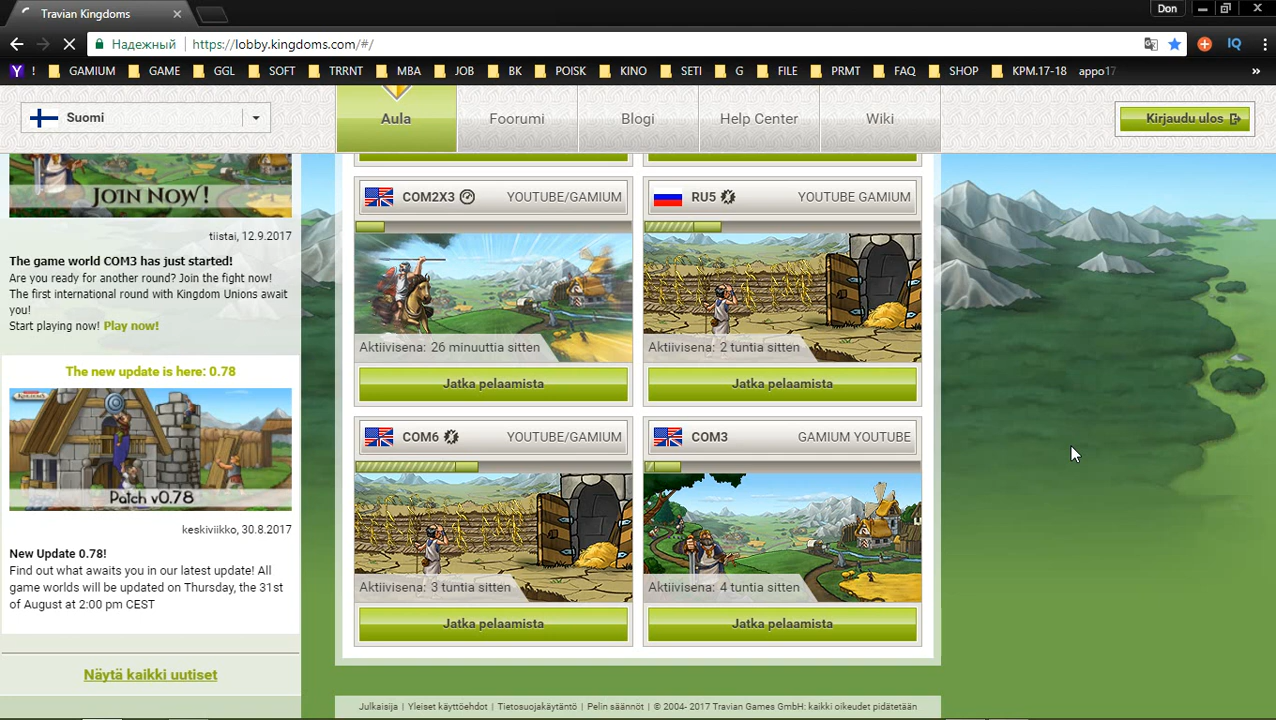 Travian Kingdoms
Don
Надежный
https://lobby.kingdoms.com/#/
IQ
Y !
GAMIUM
GAME
GGL
SOFT
TRRNT
MBA
JOB
BK
POISK
KINO
SETI
G
FILE
PRMT
FAQ
SHOP
KPM.17-18
appo17
Suomi
Aula
Foorumi
Blogi
Help Center
Wiki
Kirjaudu ulos
JOIN NOW!
tiistai, 12.9.2017
The game world COM3 has just started!
Are you ready for another round? Join the fight now!
The first international round with Kingdom Unions await
you!
Start playing now! Play now!
The new update is here: 0.78
Patch v0.78
keskiviikko, 30.8.2017
New Update 0.78!
Find out what awaits you in our latest update! All
game worlds will be updated on Thursday, the 31st
of August at 2:00 pm CEST
Näytä kaikki uutiset
COM2X3 YOUTUBE/GAMIUM
Aktiivisena: 26 minuuttia sitten
Jatka pelaamista
RU5 YOUTUBE GAMIUM
Aktiivisena: 2 tuntia sitten
Jatka pelaamista
COM6 YOUTUBE/GAMIUM
Aktiivisena: 3 tuntia sitten
Jatka pelaamista
COM3 GAMIUM YOUTUBE
Aktiivisena: 4 tuntia sitten
Jatka pelaamista
Julkaisija | Yleiset käyttöehdot | Tietosuojakäytäntö | Pelin säännöt | © 2004- 2017 Travian Games GmbH: kaikki oikeudet pidätetään